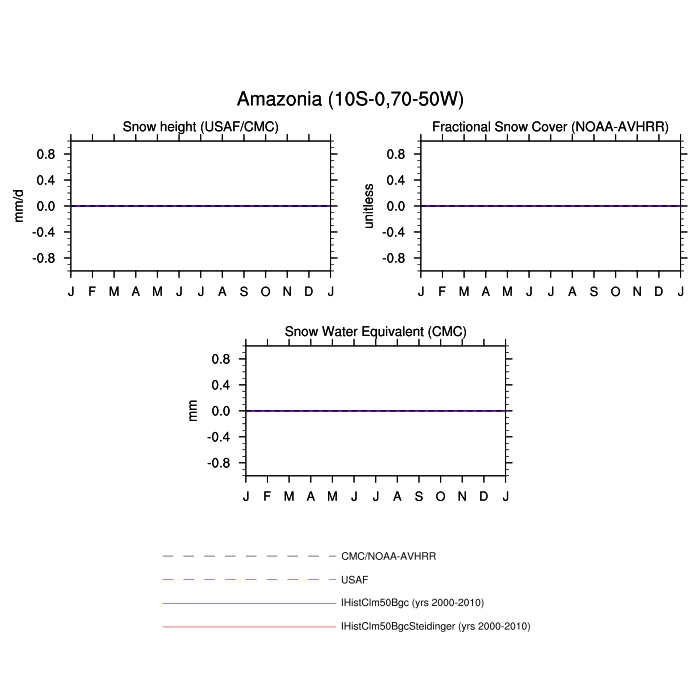 Amazonia (10S-0,70-50W)
Snow height (USAF/CMC)
mm/d
0.8
0.4
0.0
-0.4
-0.8
J F M A M J J A S O N D J
Fractional Snow Cover (NOAA-AVHRR)
unitless
0.8
0.4
0.0
-0.4
-0.8
J F M A M J J A S O N D J
Snow Water Equivalent (CMC)
mm
0.8
0.4
0.0
-0.4
-0.8
J F M A M J J A S O N D J
CMC/NOAA-AVHRR
USAF
IHistClm50Bgc (yrs 2000-2010)
IHistClm50BgcSteidinger (yrs 2000-2010)